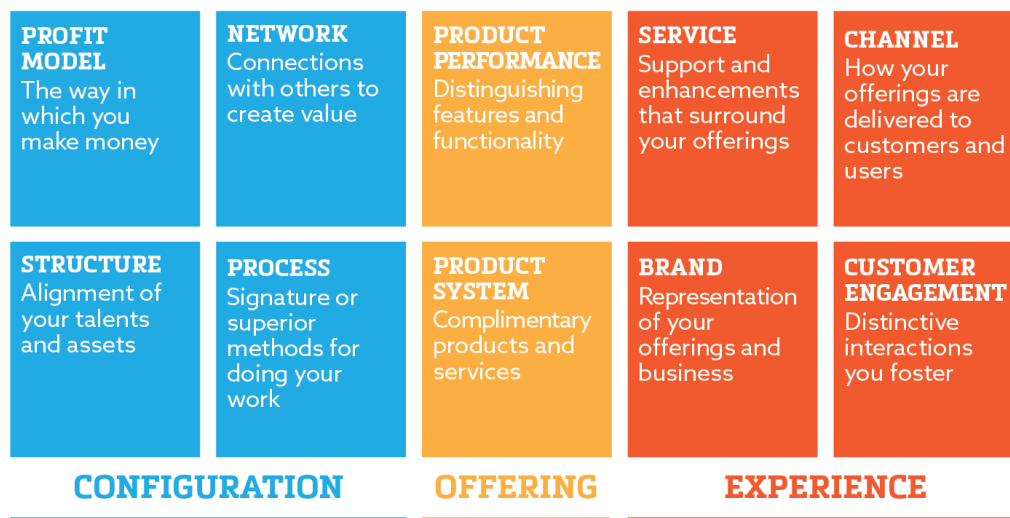 PROFIT
MODEL
The way in
which you
make money
NETWORK
Connections
with others to
create value
PRODUCT
PERFORMANCE
Distinguishing
features and
functionality
SERVICE
Support and
enhancements
that surround
your offerings
CHANNEL
How your
offerings are
delivered to
customers and
users
STRUCTURE
Alignment of
your talents
and assets
PROCESS
Signature or
superior
methods for
doing your
work
PRODUCT
SYSTEM
Complimentary
products and
services
BRAND
Representation
of your
offerings and
business
CUSTOMER
ENGAGEMENT
Distinctive
interactions
you foster
CONFIGURATION
OFFERING
EXPERIENCE